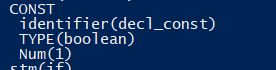 CONST
identifier(decl_const)
TYPE(boolean)
Num(1)
stm(if)